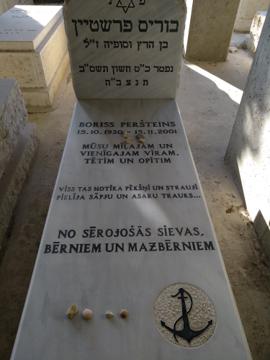 פ נ
בוריס פרשטיין
בן הרץ וסופיה ז״ל
נפטר כ״ט חשון תשס״ב
ת נ צ ב ״ ה
BORISS PERŠTEINS
15.10.1930 - 15.11.2001
MŪSU MĪĻAJAM UN
VIENĪGAJAM VĪRAM,
TĒTIM UN OPĪTIM
VISS TAS NOTIKA PĒKŠŅI UN STRAUJI
PIELIJA SĀPJU UN ASARU TRAUKS...
NO SĒROJOŠĀS SIEVAS,
BĒRNIEM UN MAZBĒRNIEM